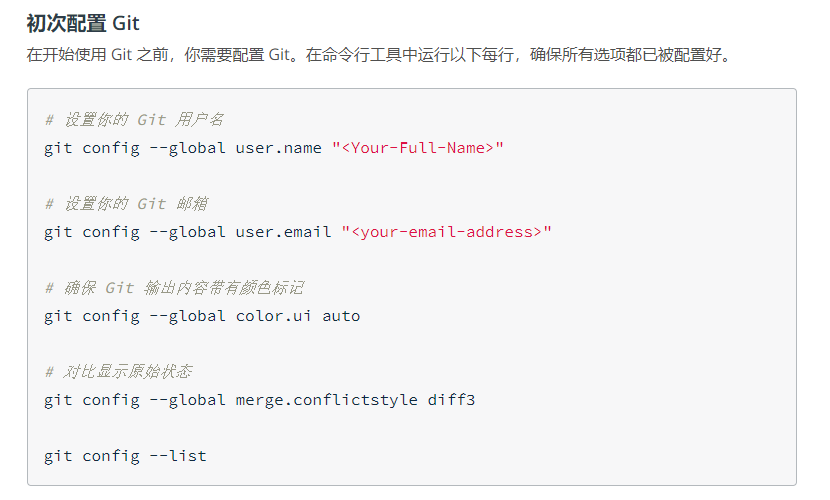 初次配置 Git
在开始使用 Git 之前，你需要配置 Git。在命令行工具中运行以下每行，确保所有选项都已被配置好。
# 设置你的 Git 用户名
git config --global user.name "<Your-Full-Name>"
# 设置你的 Git 邮箱
git config --global user.email "<your-email-address>"
# 确保 Git 输出内容带有颜色标记
git config --global color.ui auto
# 对比显示原始状态
git config --global merge.conflictstyle diff3
git config --list